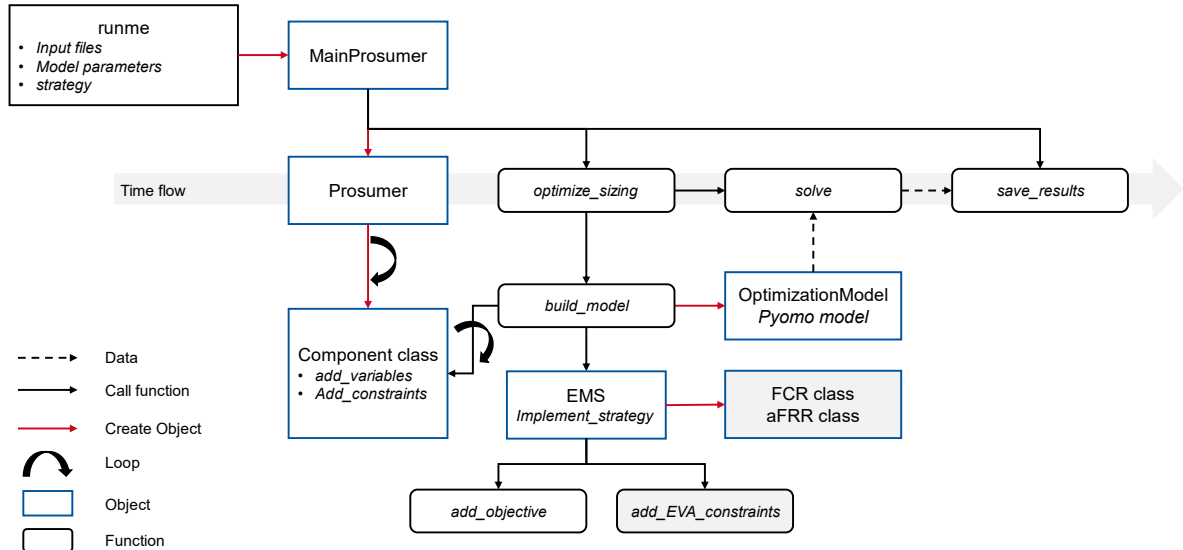 runme
• Input files
• Model parameters
• strategy
MainProsumer
Time flow
Prosumer
optimize_sizing
solve
save_results
build_model
OptimizationModel
Pyomo model
Component class
• add_variables
• Add_constraints
EMS
Implement_strategy
FCR class
aFRR class
add_objective
add_EVA_constraints
Data
Call function
Create Object
Loop
Object
Function